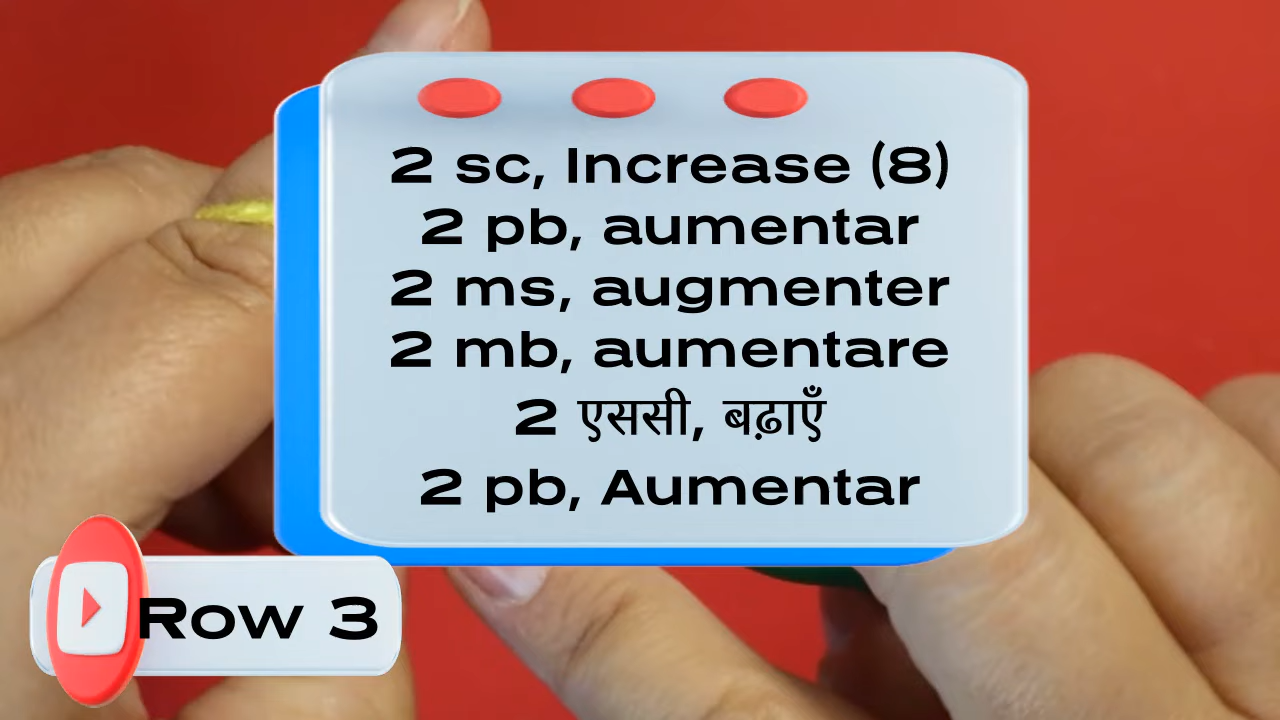 2 sc, Increase (8)
2 pb, aumentar
2 ms, augmenter
2 mb, aumentare
2 एससी, बढ़ाएँ
2 pb, Aumentar
Row 3